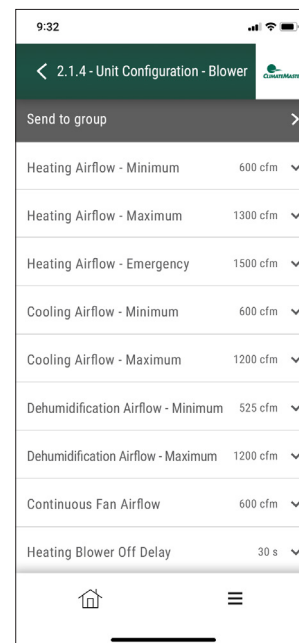 9:32
2.1.4 - Unit Configuration - Blower
CLIMATEMASTER
Send to group
Heating Airflow - Minimum 600 cfm
Heating Airflow - Maximum 1300 cfm
Heating Airflow - Emergency 1500 cfm
Cooling Airflow - Minimum 600 cfm
Cooling Airflow - Maximum 1200 cfm
Dehumidification Airflow - Minimum 525 cfm
Dehumidification Airflow - Maximum 1200 cfm
Continuous Fan Airflow 600 cfm
Heating Blower Off Delay 30 s